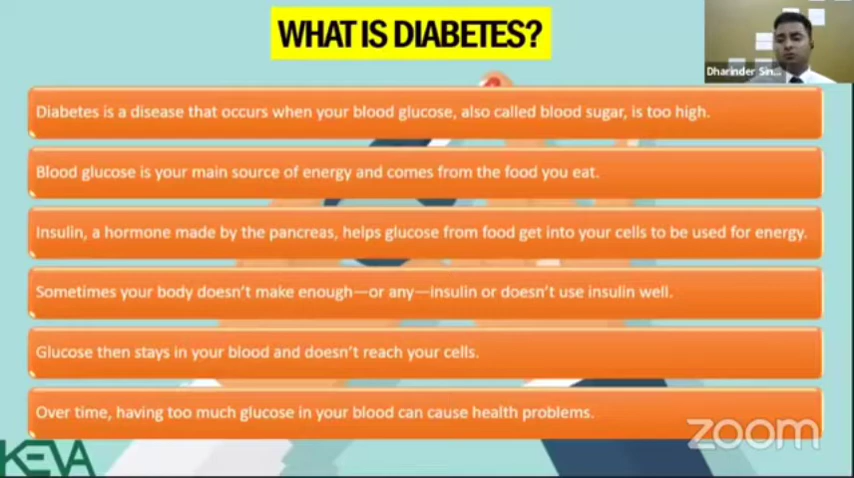 WHAT IS DIABETES?
Dharinder Sin...
Diabetes is a disease that occurs when your blood glucose, also called blood sugar, is too high.
Blood glucose is your main source of energy and comes from the food you eat.
Insulin, a hormone made by the pancreas, helps glucose from food get into your cells to be used for energy.
Sometimes your body doesn't make enough—or any—insulin or doesn't use insulin well.
Glucose then stays in your blood and doesn't reach your cells.
Over time, having too much glucose in your blood can cause health problems.
zoom
KEVA